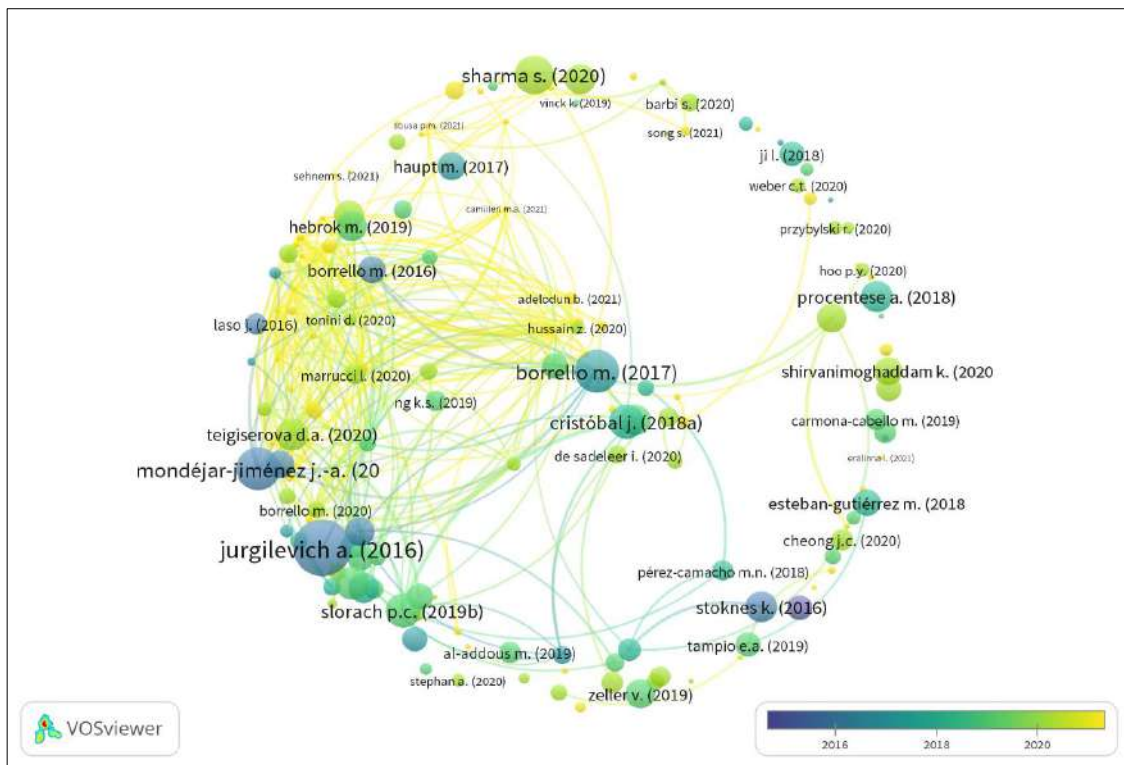 sharma s. (2020)
vinck k. (2019)
barbi s. (2020)
sousa p.m. (2021)
song s. (2021)
haupt m. (2017)
ji l. (2018)
sehnem s. (2021)
weber c.t. (2020)
camilleri m.a. (2021)
hebrok m. (2019)
przybylski r. (2020)
borrello m. (2016)
hoo p.y. (2020)
adelodun b. (2021)
procentese a. (2018)
laso j. (2016)
tonini d. (2020)
hussain z. (2020)
borrello m. (2017)
shirvanimoghaddam k. (2020
marrucci l. (2020)
ng k.s. (2019)
cristóbal j. (2018a)
carmona-cabello m. (2019)
teigiserova d.a. (2020)
de sadeleer i. (2020)
mondéjar-jiménez j.-a. (20
esteban-gutiérrez m. (2018
borrello m. (2020)
cheong j.c. (2020)
jurgilevich a. (2016)
pérez-camacho m.n. (2018)
slorach p.c. (2019b)
stoknes k. (2016)
al-addous m. (2019)
tampio e.a. (2019)
stephan a. (2020)
zeller v. (2019)
VOSviewer
2016 2018 2020